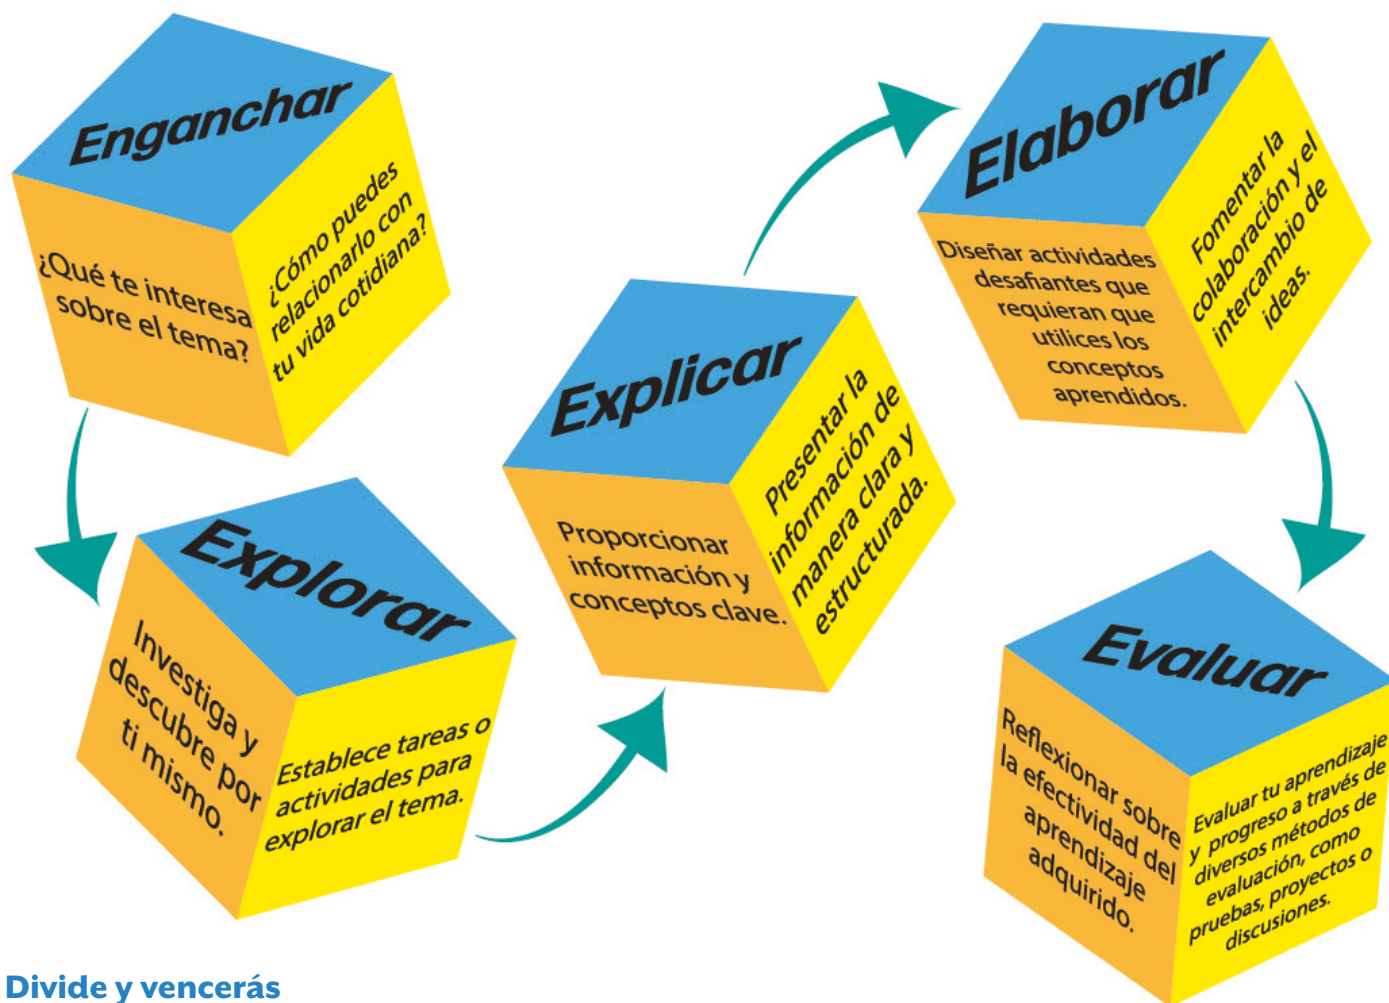 Enganchar
¿Qué te interesa
sobre el tema?
¿Cómo puedes
relacionarlo con
tu vida cotidiana?
Explorar
Investiga y
descubre por
ti mismo.
Establece tareas o
actividades para
explorar el tema.
Explicar
Proporcionar
información y
conceptos clave.
Presentar la
información de
manera clara y
estructurada.
Elaborar
Diseñar actividades
desafiantes que
requieran que
utilices los
conceptos
aprendidos.
Fomentar la
colaboración y el
intercambio de
ideas.
Evaluar
Reflexionar sobre
la efectividad del
aprendizaje
adquirido.
Evaluar tu aprendizaje
y progreso a través de
diversos métodos de
evaluación, como
pruebas, proyectos o
discusiones.
Divide y vencerás